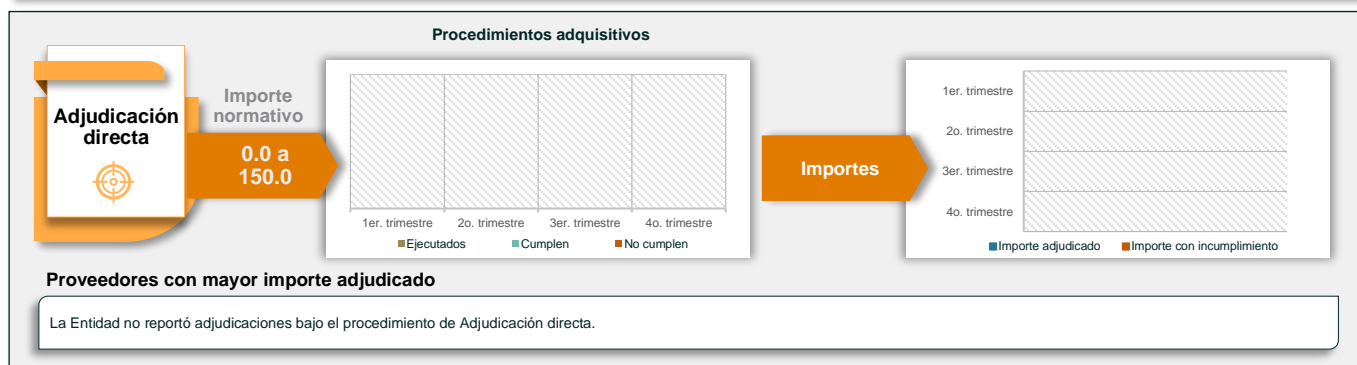 Procedimientos adquisitivos
Adjudicación
directa
Importe
normativo
0.0 a
150.0
1er. trimestre
2o. trimestre
3er. trimestre
4o. trimestre
Ejecutados
Cumplen
No cumplen
Importes
1er. trimestre
2o. trimestre
3er. trimestre
4o. trimestre
Importe adjudicado
Importe con incumplimiento
Proveedores con mayor importe adjudicado
La Entidad no reportó adjudicaciones bajo el procedimiento de Adjudicación directa.